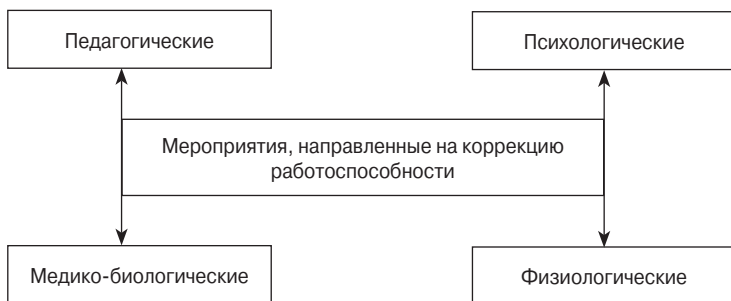 Педагогические
Психологические
Мероприятия, направленные на коррекцию
работоспособности
Медико-биологические
Физиологические